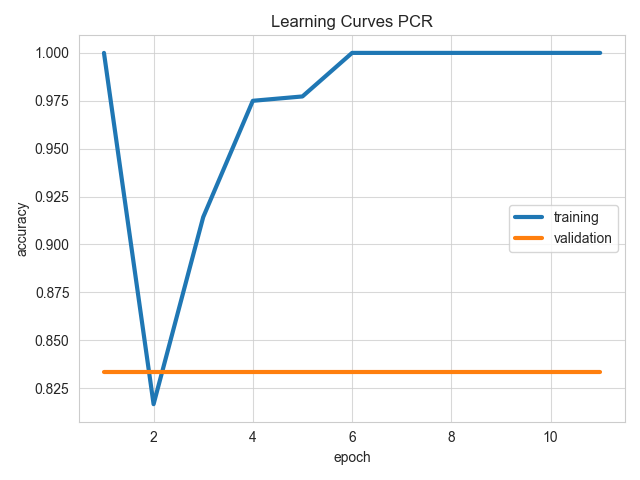 Learning Curves PCR
1.000
0.975
0.950
0.925
0.900
0.875
0.850
0.825
accuracy
training
validation
2 4 6 8 10
epoch